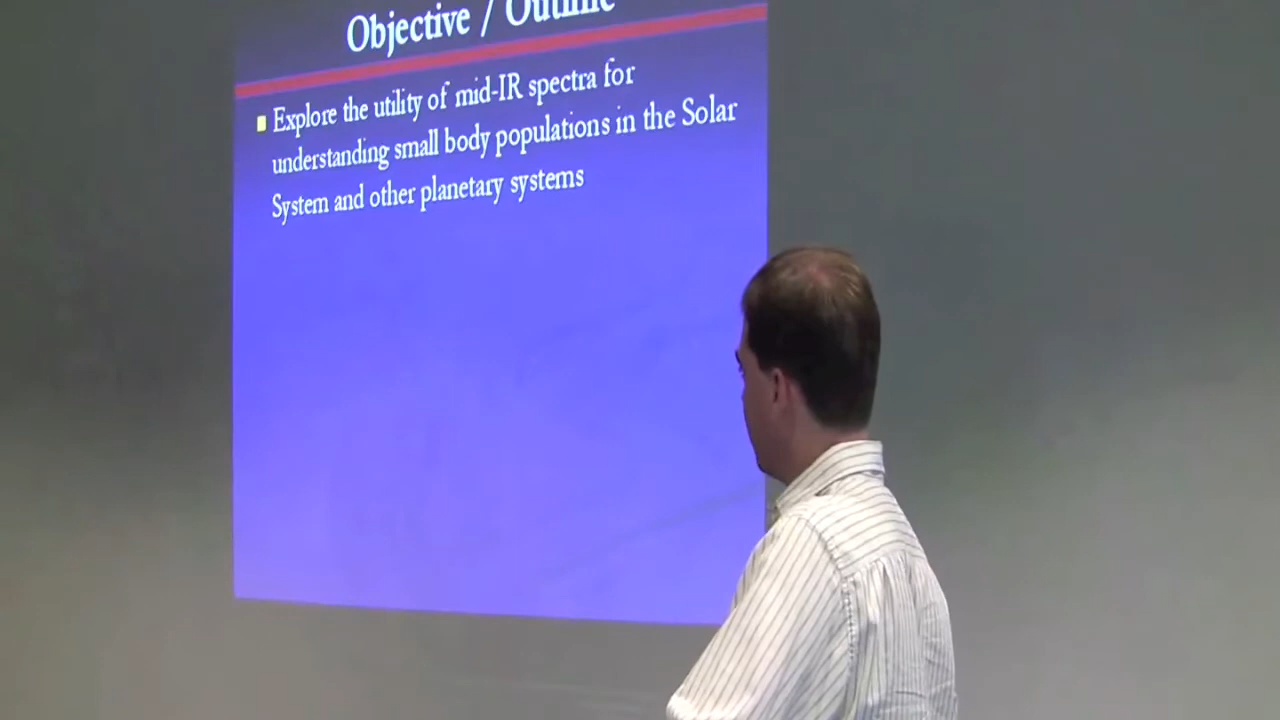 Objective / Outline
Explore the utility of mid-IR spectra for
understanding small body populations in the Solar
System and other planetary systems